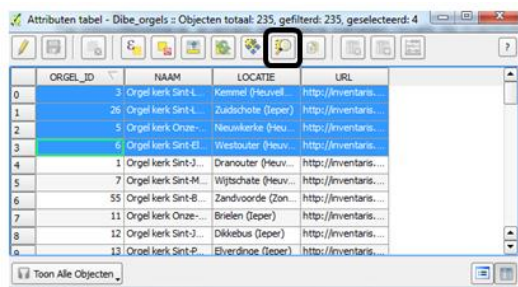 Attributen tabel - Dibe_orgels :: Objecten totaal: 235, gefilterd: 235, geselecteerd: 4
ε
?
ORGEL_ID NAAM LOCATIE URL
0 3 Orgel kerk Sint-L... Kemmel (Heuvell... http://inventaris....
1 26 Orgel kerk Sint-L... Zuidschote (Ieper) http://inventaris....
2 5 Orgel kerk Onze-... Nieuwkerke (Heu... http://inventaris....
3 6 Orgel kerk Sint-El... Westouter (Heuv... http://inventaris....
4 1 Orgel kerk Sint-J... Dranouter (Heuv... http://inventaris....
5 7 Orgel kerk Sint-M... Wijtschate (Heuv... http://inventaris....
6 55 Orgel kerk Sint-B... Zandvoorde (Zon... http://inventaris....
7 11 Orgel kerk Onze-... Brielen (Ieper) http://inventaris....
8 12 Orgel kerk Sint-J... Dikkebus (Ieper) http://inventaris....
9 13 Orgel kerk Sint-P... Elverdinge (Ieper) http://inventaris....
Toon Alle Objecten